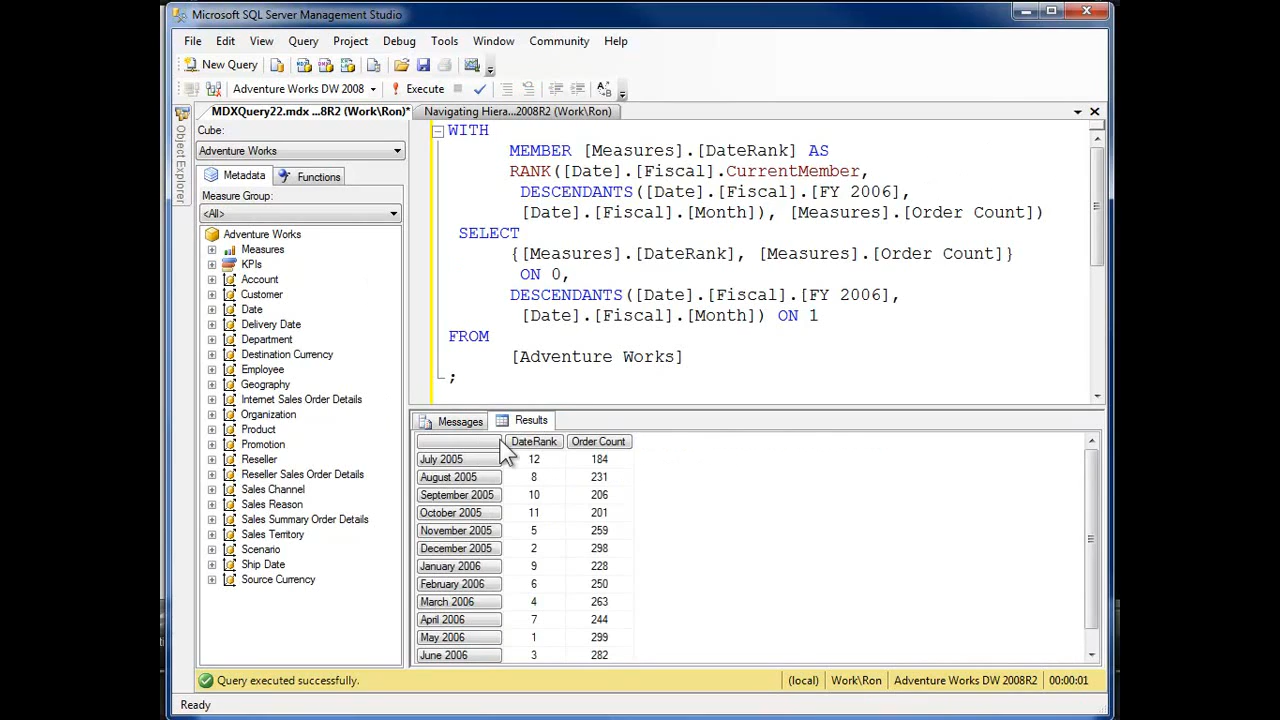 Microsoft SQL Server Management Studio
File Edit View Query Project Debug Tools Window Community Help
New Query
Adventure Works DW 2008 Execute
MDXQuery22.mdx ...8R2 (Work\Ron)* Navigating Hiera...2008R2 (Work\Ron)
Object Explorer
Cube:
Adventure Works
Metadata Functions
Measure Group:
<All>
Adventure Works
Measures
KPIs
Account
Customer
Date
Delivery Date
Department
Destination Currency
Employee
Geography
Internet Sales Order Details
Organization
Product
Promotion
Reseller
Reseller Sales Order Details
Sales Channel
Sales Reason
Sales Summary Order Details
Sales Territory
Scenario
Ship Date
Source Currency
WITH
MEMBER [Measures].[DateRank] AS
RANK([Date].[Fiscal].CurrentMember,
DESCENDANTS([Date].[Fiscal].[FY 2006],
[Date].[Fiscal].[Month]), [Measures].[Order Count])
SELECT
{[Measures].[DateRank], [Measures].[Order Count]}
ON 0,
DESCENDANTS([Date].[Fiscal].[FY 2006],
[Date].[Fiscal].[Month]) ON 1
FROM
[Adventure Works]
;
Messages Results
DateRank Order Count
July 2005 12 184
August 2005 8 231
September 2005 10 206
October 2005 11 201
November 2005 5 259
December 2005 2 298
January 2006 9 228
February 2006 6 250
March 2006 4 263
April 2006 7 244
May 2006 1 299
June 2006 3 282
Query executed successfully. (local) Work\Ron Adventure Works DW 2008R2 00:00:01
Ready